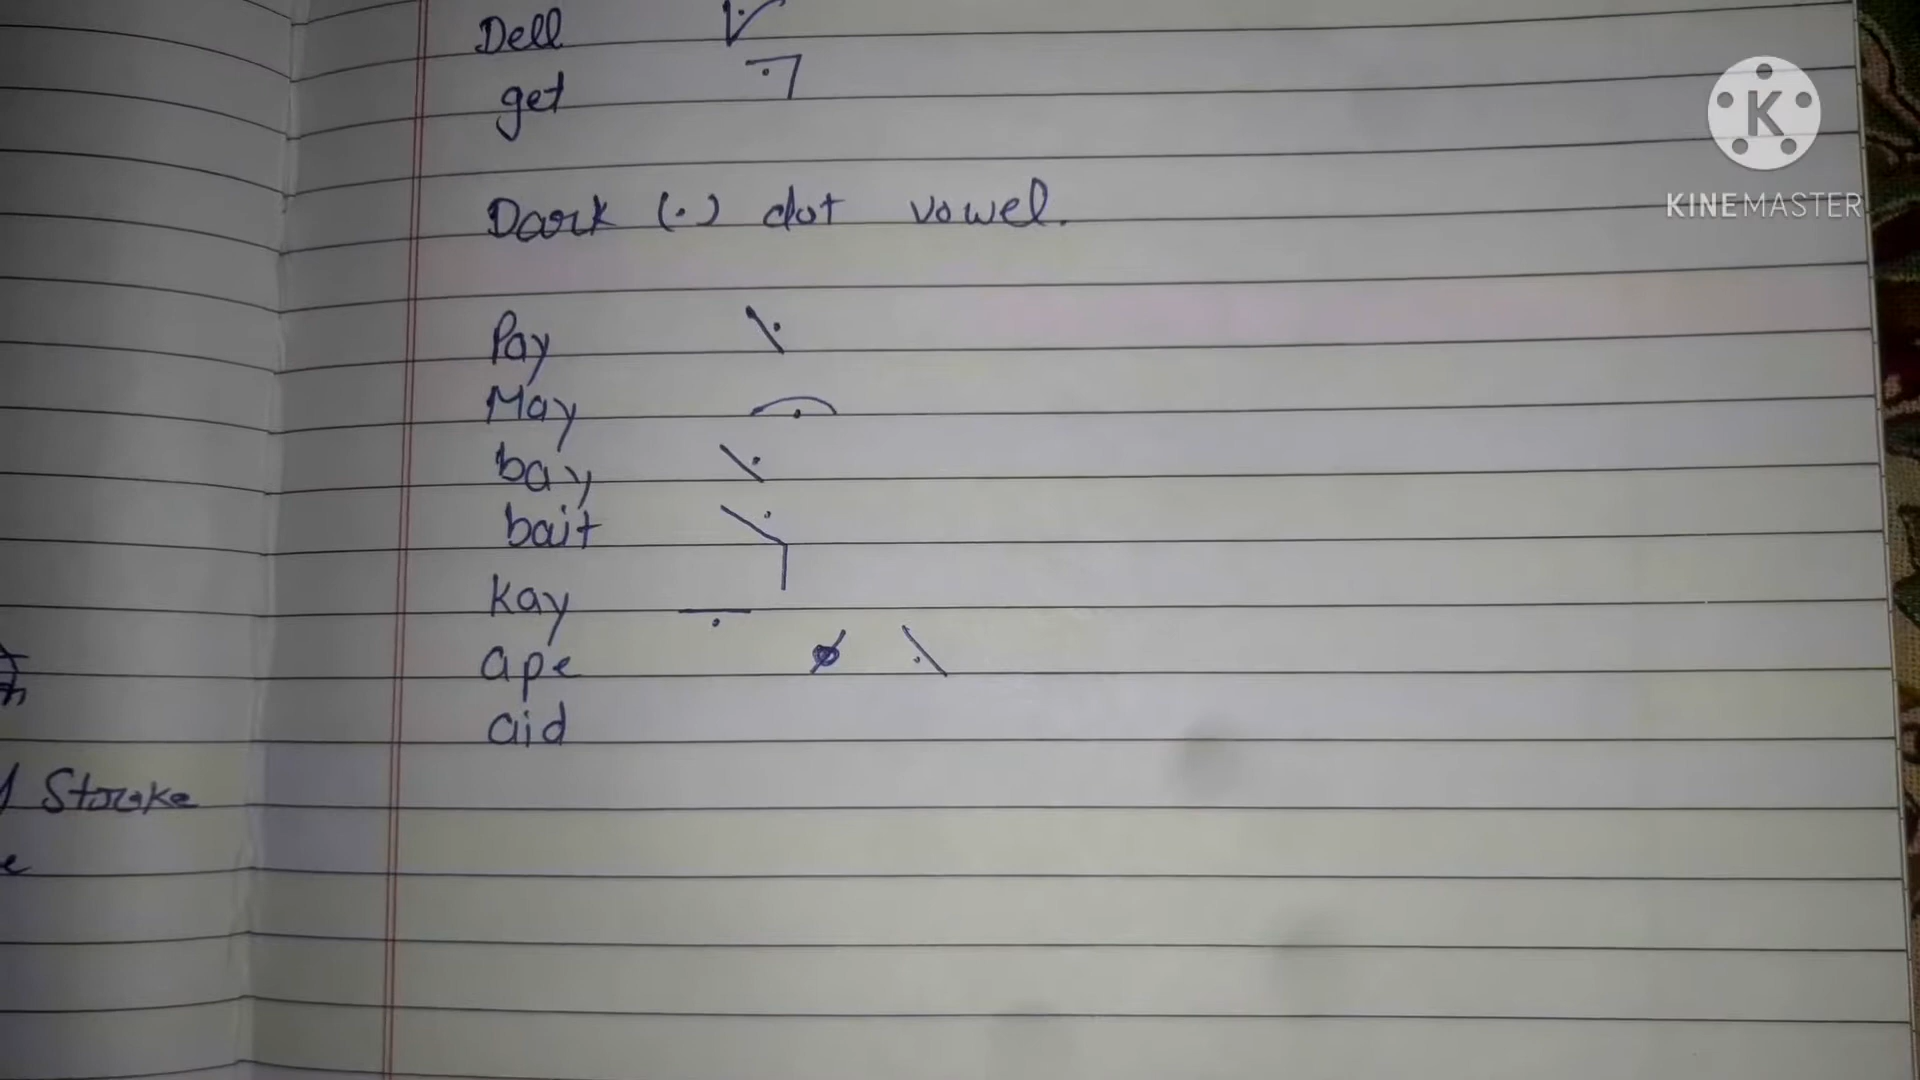 Dell
get
Dark (.) dot vowel.
Pay
May
bay
bait
Kay
ape
aid
Stroke
K
KINEMASTER